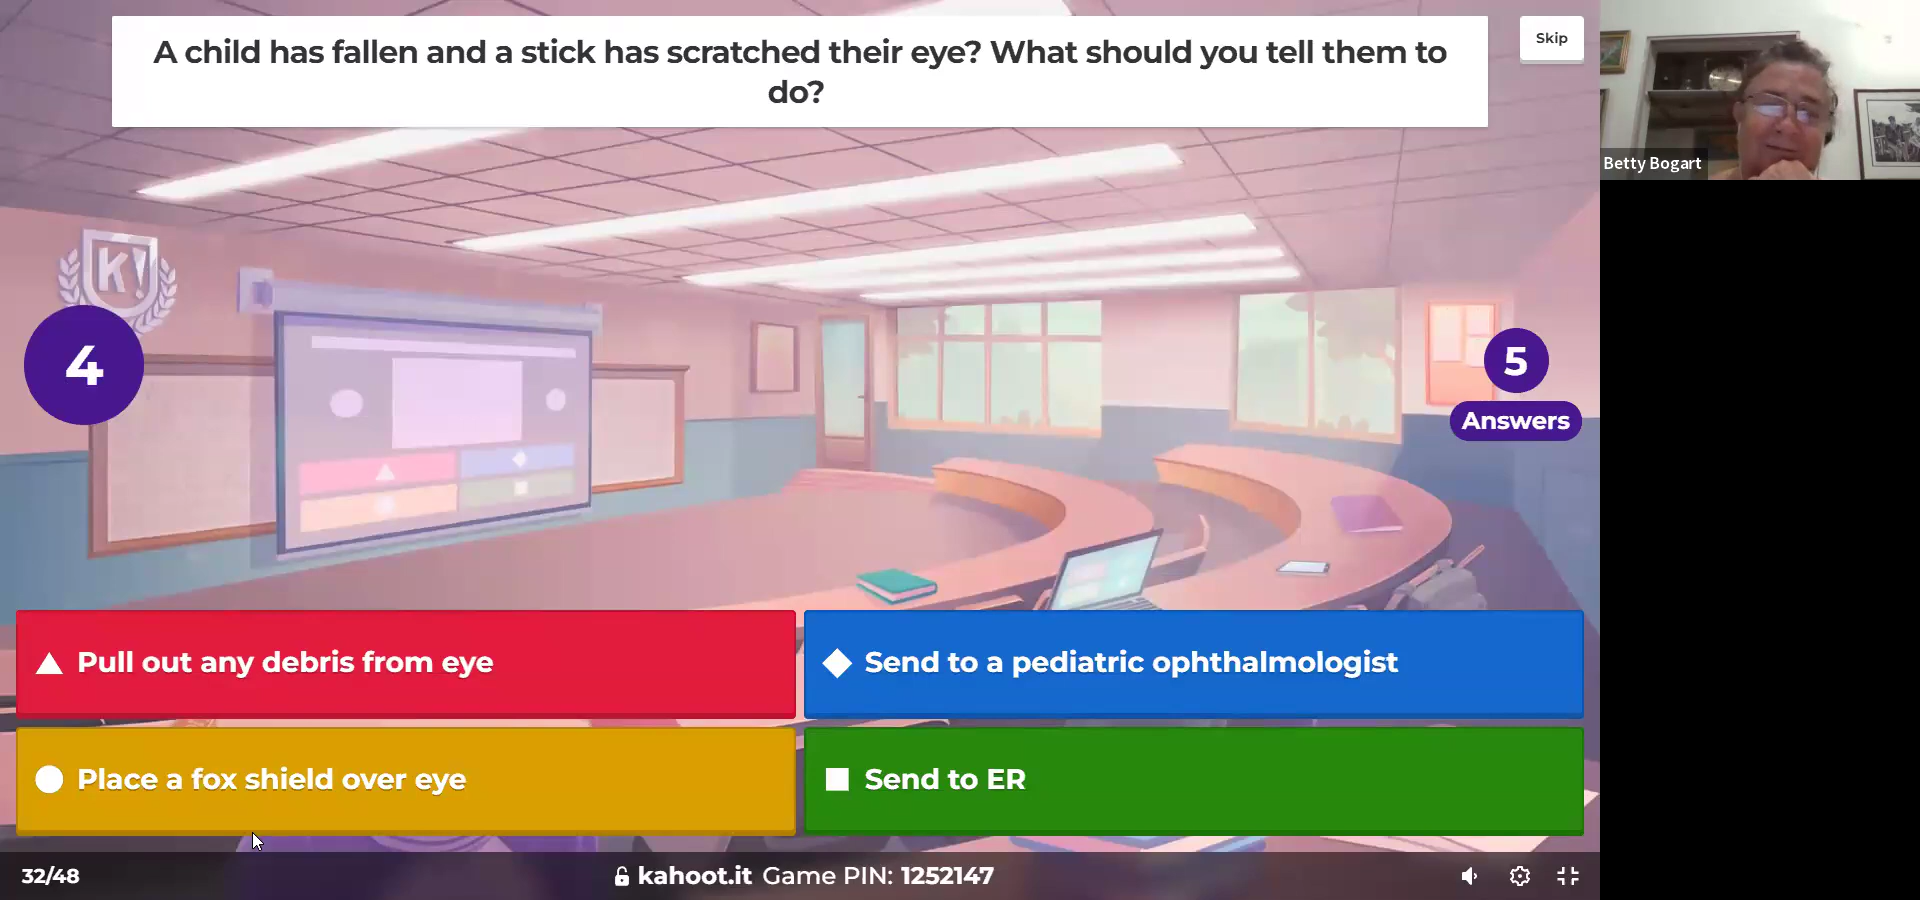 A child has fallen and a stick has scratched their eye? What should you tell them to
do?
Skip
Betty Bogart
K!
4
5
Answers
Pull out any debris from eye
Send to a pediatric ophthalmologist
Place a fox shield over eye
Send to ER
32/48
kahoot.it Game PIN: 1252147